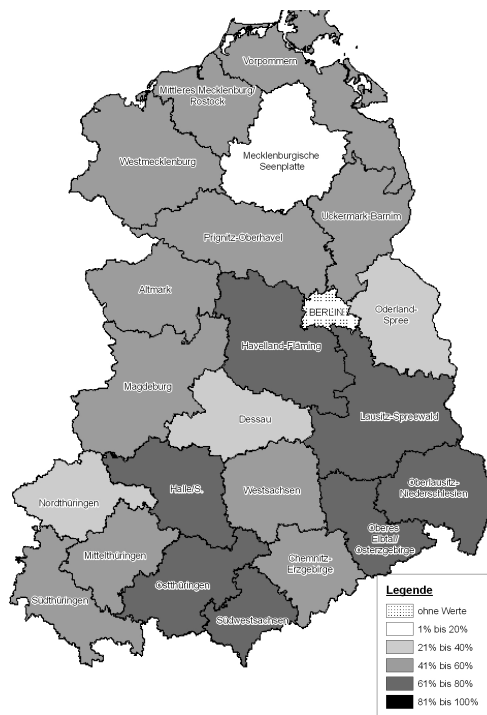 Vorpommern
Mittleres Mecklenburg/
Rostock
Mecklenburgische
Seenplatte
Westmecklenburg
Uckermark-Barnim
Prignitz-Oberhavel
Altmark
BERLIN
Oderland-
Spree
Havelland-Fläming
Magdeburg
Dessau
Lausitz-Spreewald
Halle/S.
Westsachsen
Oberlausitz-
Niederschlesien
Nordthüringen
Oberes
Elbtal/
Osterzgebirge
Mittelthüringen
Chemnitz-
Erzgebirge
Ostthüringen
Südthüringen
Südwestsachsen
Legende
ohne Werte
1% bis 20%
21% bis 40%
41% bis 60%
61% bis 80%
81% bis 100%